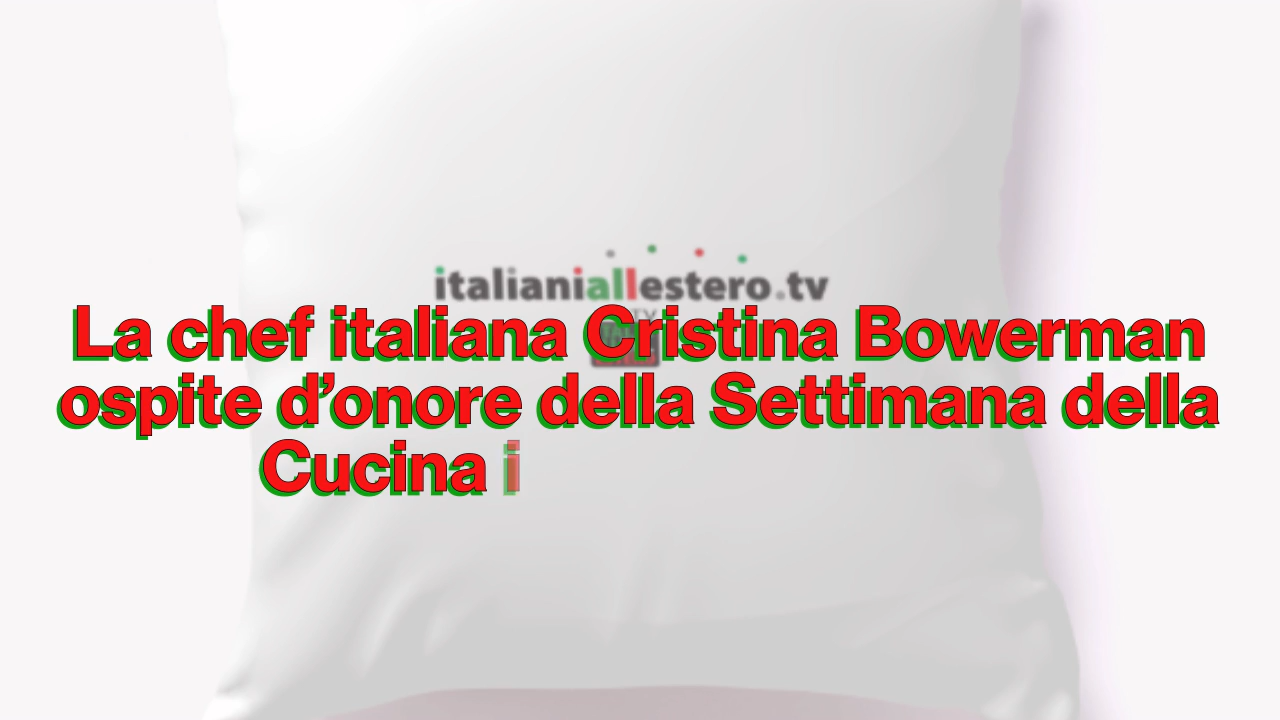 italianiallestero.tv
La chef italiana Cristina Bowerman
ospite d’onore della Settimana della
Cucina i